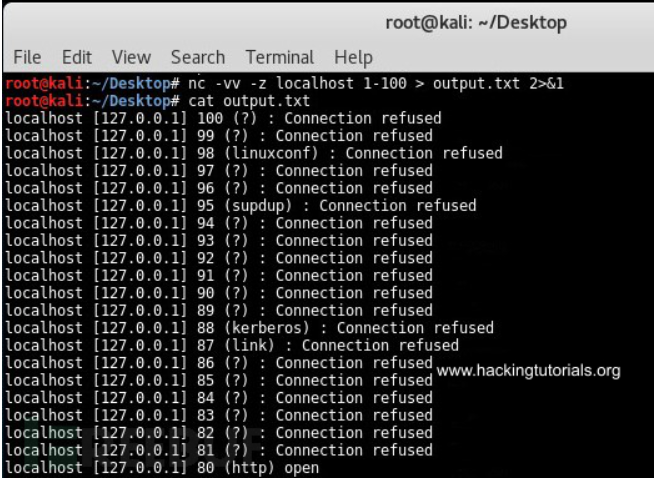 root@kali: ~/Desktop
File Edit View Search Terminal Help
root@kali:~/Desktop# nc -vv -z localhost 1-100 > output.txt 2>&1
root@kali:~/Desktop# cat output.txt
localhost [127.0.0.1] 100 (?) : Connection refused
localhost [127.0.0.1] 99 (?) : Connection refused
localhost [127.0.0.1] 98 (linuxconf) : Connection refused
localhost [127.0.0.1] 97 (?) : Connection refused
localhost [127.0.0.1] 96 (?) : Connection refused
localhost [127.0.0.1] 95 (supdup) : Connection refused
localhost [127.0.0.1] 94 (?) : Connection refused
localhost [127.0.0.1] 93 (?) : Connection refused
localhost [127.0.0.1] 92 (?) : Connection refused
localhost [127.0.0.1] 91 (?) : Connection refused
localhost [127.0.0.1] 90 (?) : Connection refused
localhost [127.0.0.1] 89 (?) : Connection refused
localhost [127.0.0.1] 88 (kerberos) : Connection refused
localhost [127.0.0.1] 87 (link) : Connection refused
localhost [127.0.0.1] 86 (?) : Connection refused
www.hackingtutorials.org
localhost [127.0.0.1] 85 (?) : Connection refused
localhost [127.0.0.1] 84 (?) : Connection refused
localhost [127.0.0.1] 83 (?) : Connection refused
localhost [127.0.0.1] 82 (?) : Connection refused
localhost [127.0.0.1] 81 (?) : Connection refused
localhost [127.0.0.1] 80 (http) open